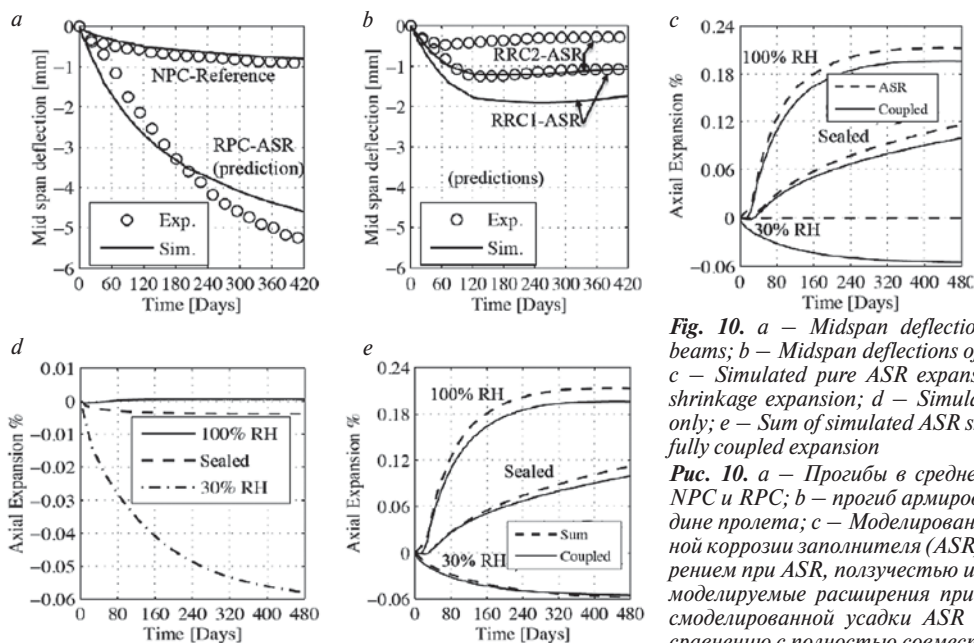 a
Mid span deflection [mm]
0
−1
−2
−3
−4
−5
−6
NPC-Reference
RPC-ASR
(prediction)
Exp.
Sim.
0 60 120 180 240 300 360 420
Time [Days]
b
Mid span deflection [mm]
0
−1
−2
−3
−4
−5
−6
RRC2-ASR
RRC1-ASR
(predictions)
Exp.
Sim.
0 60 120 180 240 300 360 420
Time [Days]
c
Axial Expansion %
0.24
0.18
0.12
0.06
0
−0.06
100% RH
ASR
Coupled
Sealed
30% RH
0 80 160 240 320 400 480
Time [Days]
d
Axial Expansion %
0.01
0
−0.01
−0.02
−0.03
−0.04
−0.05
−0.06
100% RH
Sealed
30% RH
0 80 160 240 320 400 480
Time [Days]
e
Axial Expansion %
0.24
0.18
0.12
0.06
0
−0.06
100% RH
Sealed
Sum
Coupled
30% RH
0 80 160 240 320 400 480
Time [Days]
Fig. 10. a — Midspan deflectio
beams; b — Midspan deflections o
c — Simulated pure ASR expans
shrinkage expansion; d — Simula
only; e — Sum of simulated ASR s
fully coupled expansion
Рис. 10. a — Прогибы в средне
NPC и RPC; b — прогиб армиро
дине пролета; c — Моделирован
ной коррозии заполнителя (ASR
рением при ASR, ползучестью и
моделируемые расширения при
смоделированной усадки ASR
сравнению с полностью совмест